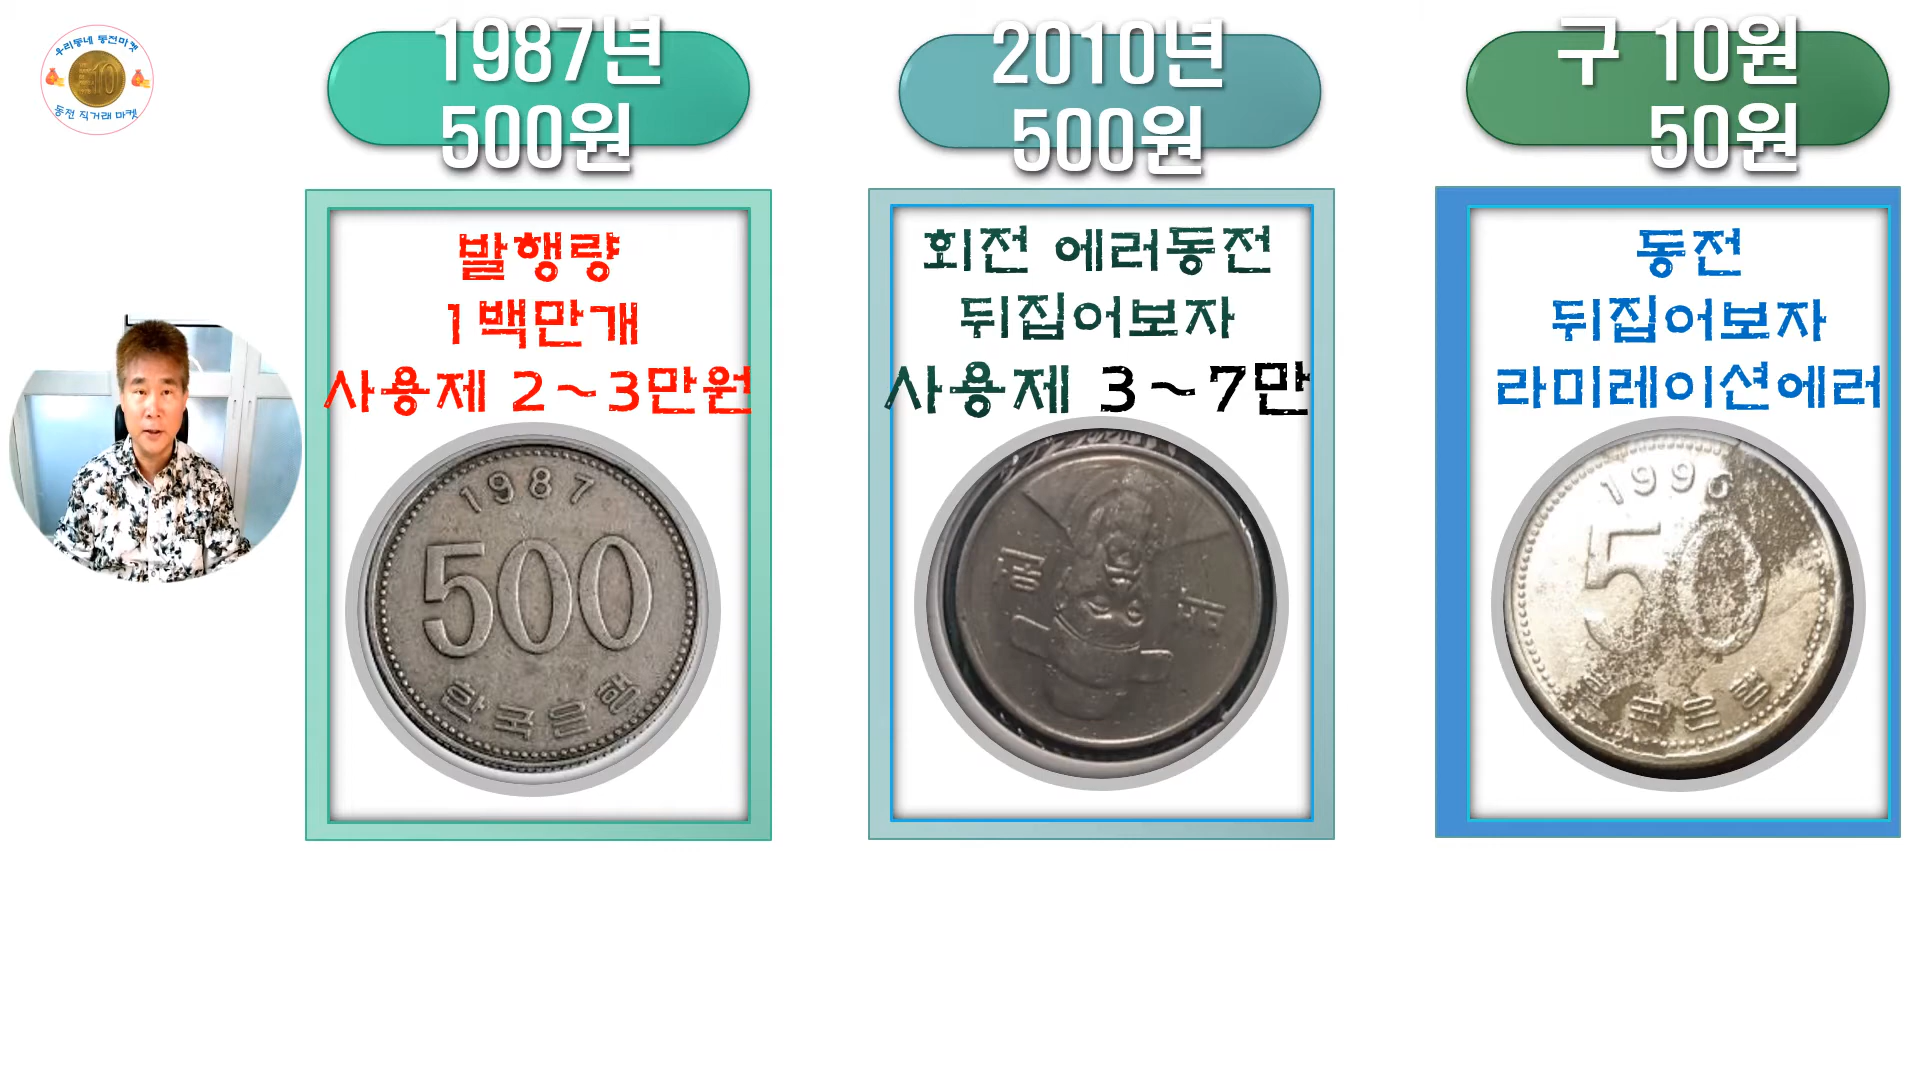 우리동네 동전마켓
10
동전 직거래 마켓
1987년
500원
발행량
1백만개
사용제 2~3만원
1987
500
한국은행
2010년
500원
회전 에러동전
뒤집어보자
사용제 3~7만
백
원
구 10원
50원
동전
뒤집어보자
라미레이션에러
1996
50
한국은행